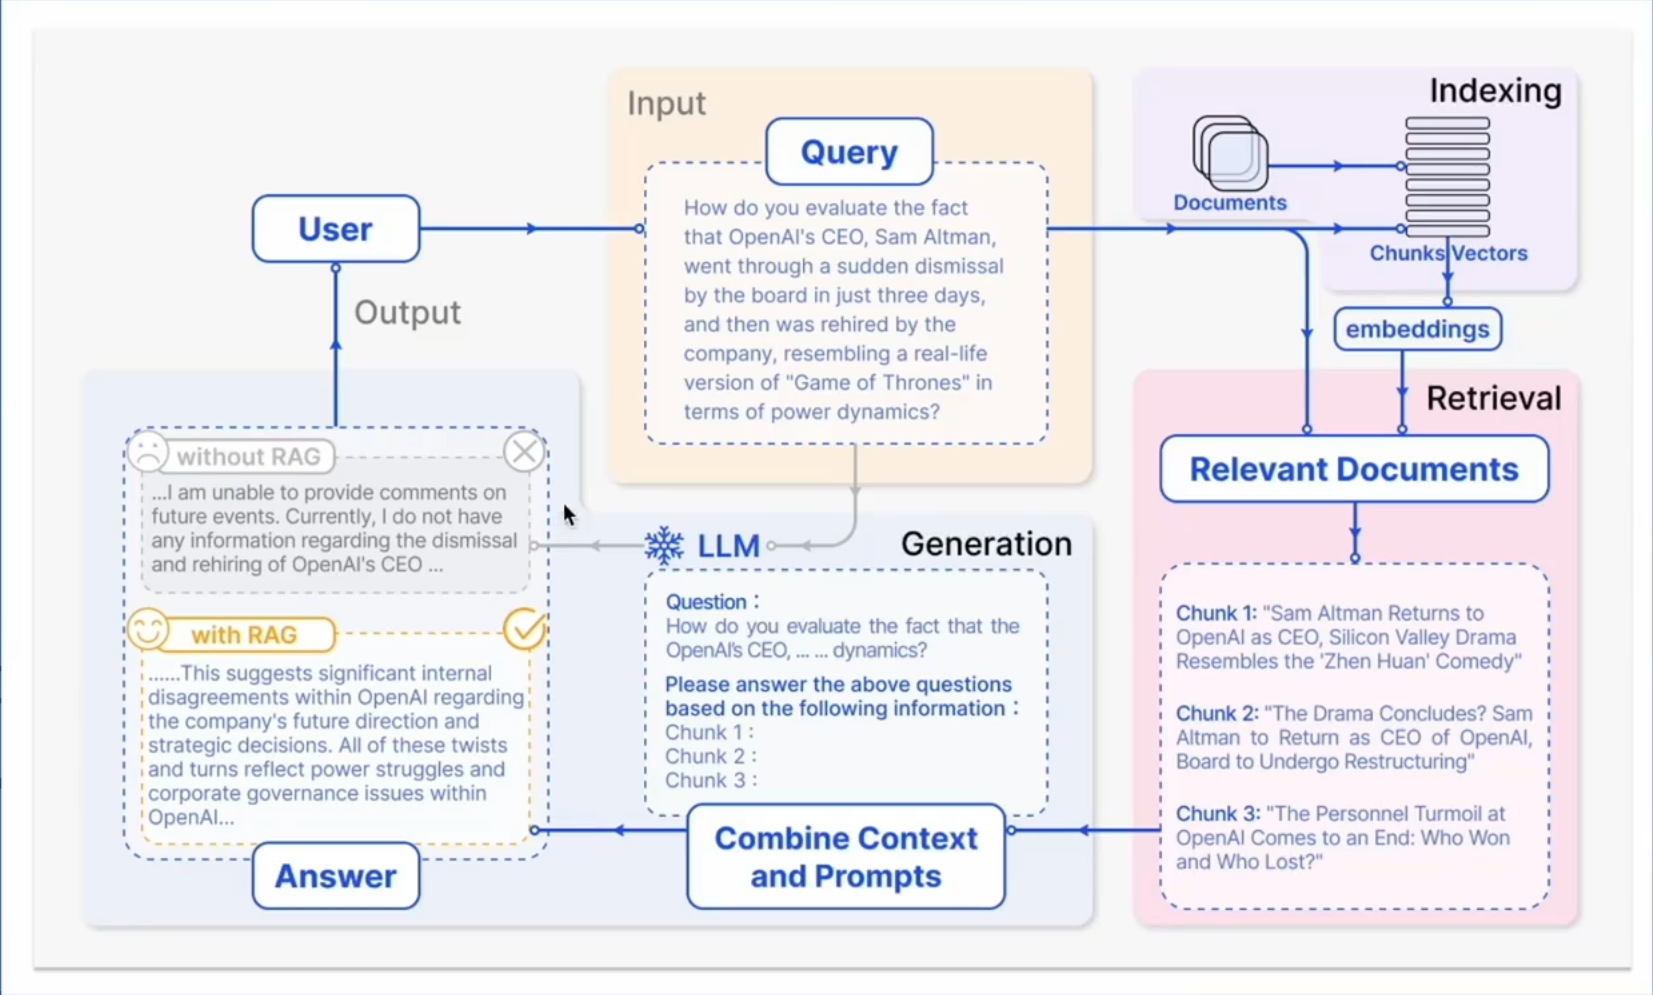 Input
Query
How do you evaluate the fact
that OpenAI's CEO, Sam Altman,
went through a sudden dismissal
by the board in just three days,
and then was rehired by the
company, resembling a real-life
version of "Game of Thrones" in
terms of power dynamics?
Indexing
Documents
Chunks Vectors
embeddings
User
Output
Retrieval
Relevant Documents
Chunk 1: "Sam Altman Returns to
OpenAI as CEO, Silicon Valley Drama
Resembles the 'Zhen Huan' Comedy"
Chunk 2: "The Drama Concludes? Sam
Altman to Return as CEO of OpenAI,
Board to Undergo Restructuring"
Chunk 3: "The Personnel Turmoil at
OpenAI Comes to an End: Who Won
and Who Lost?"
LLM
Generation
Question :
How do you evaluate the fact that the
OpenAI's CEO, ... ... dynamics?
Please answer the above questions
based on the following information :
Chunk 1 :
Chunk 2 :
Chunk 3 :
Combine Context
and Prompts
without RAG
...I am unable to provide comments on
future events. Currently, I do not have
any information regarding the dismissal
and rehiring of OpenAI's CEO ...
with RAG
......This suggests significant internal
disagreements within OpenAI regarding
the company's future direction and
strategic decisions. All of these twists
and turns reflect power struggles and
corporate governance issues within
OpenAI...
Answer